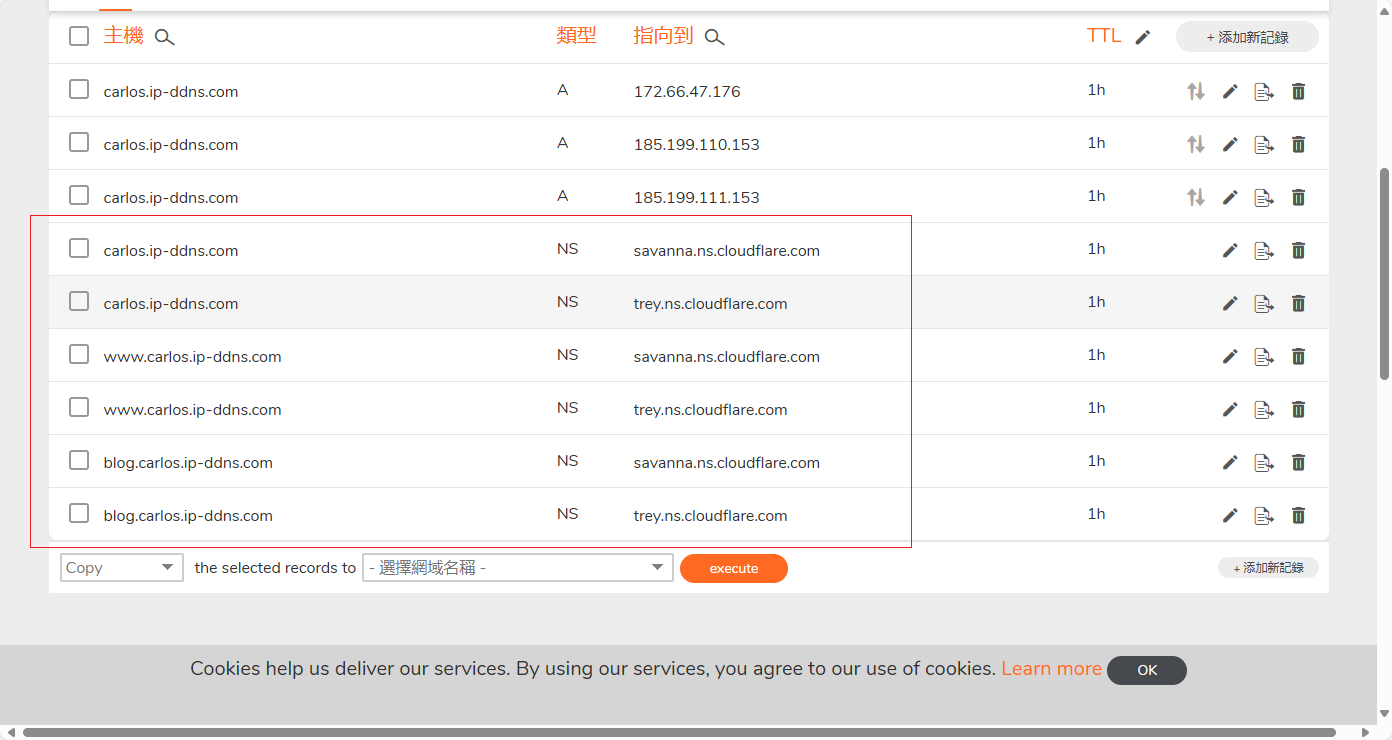 主機 類型 指向到 TTL + 添加新記錄
carlos.ip-ddns.com A 172.66.47.176 1h
carlos.ip-ddns.com A 185.199.110.153 1h
carlos.ip-ddns.com A 185.199.111.153 1h
carlos.ip-ddns.com NS savanna.ns.cloudflare.com 1h
carlos.ip-ddns.com NS trey.ns.cloudflare.com 1h
www.carlos.ip-ddns.com NS savanna.ns.cloudflare.com 1h
www.carlos.ip-ddns.com NS trey.ns.cloudflare.com 1h
blog.carlos.ip-ddns.com NS savanna.ns.cloudflare.com 1h
blog.carlos.ip-ddns.com NS trey.ns.cloudflare.com 1h
Copy the selected records to - 選擇網域名稱 - execute + 添加新記錄
Cookies help us deliver our services. By using our services, you agree to our use of cookies. Learn more OK